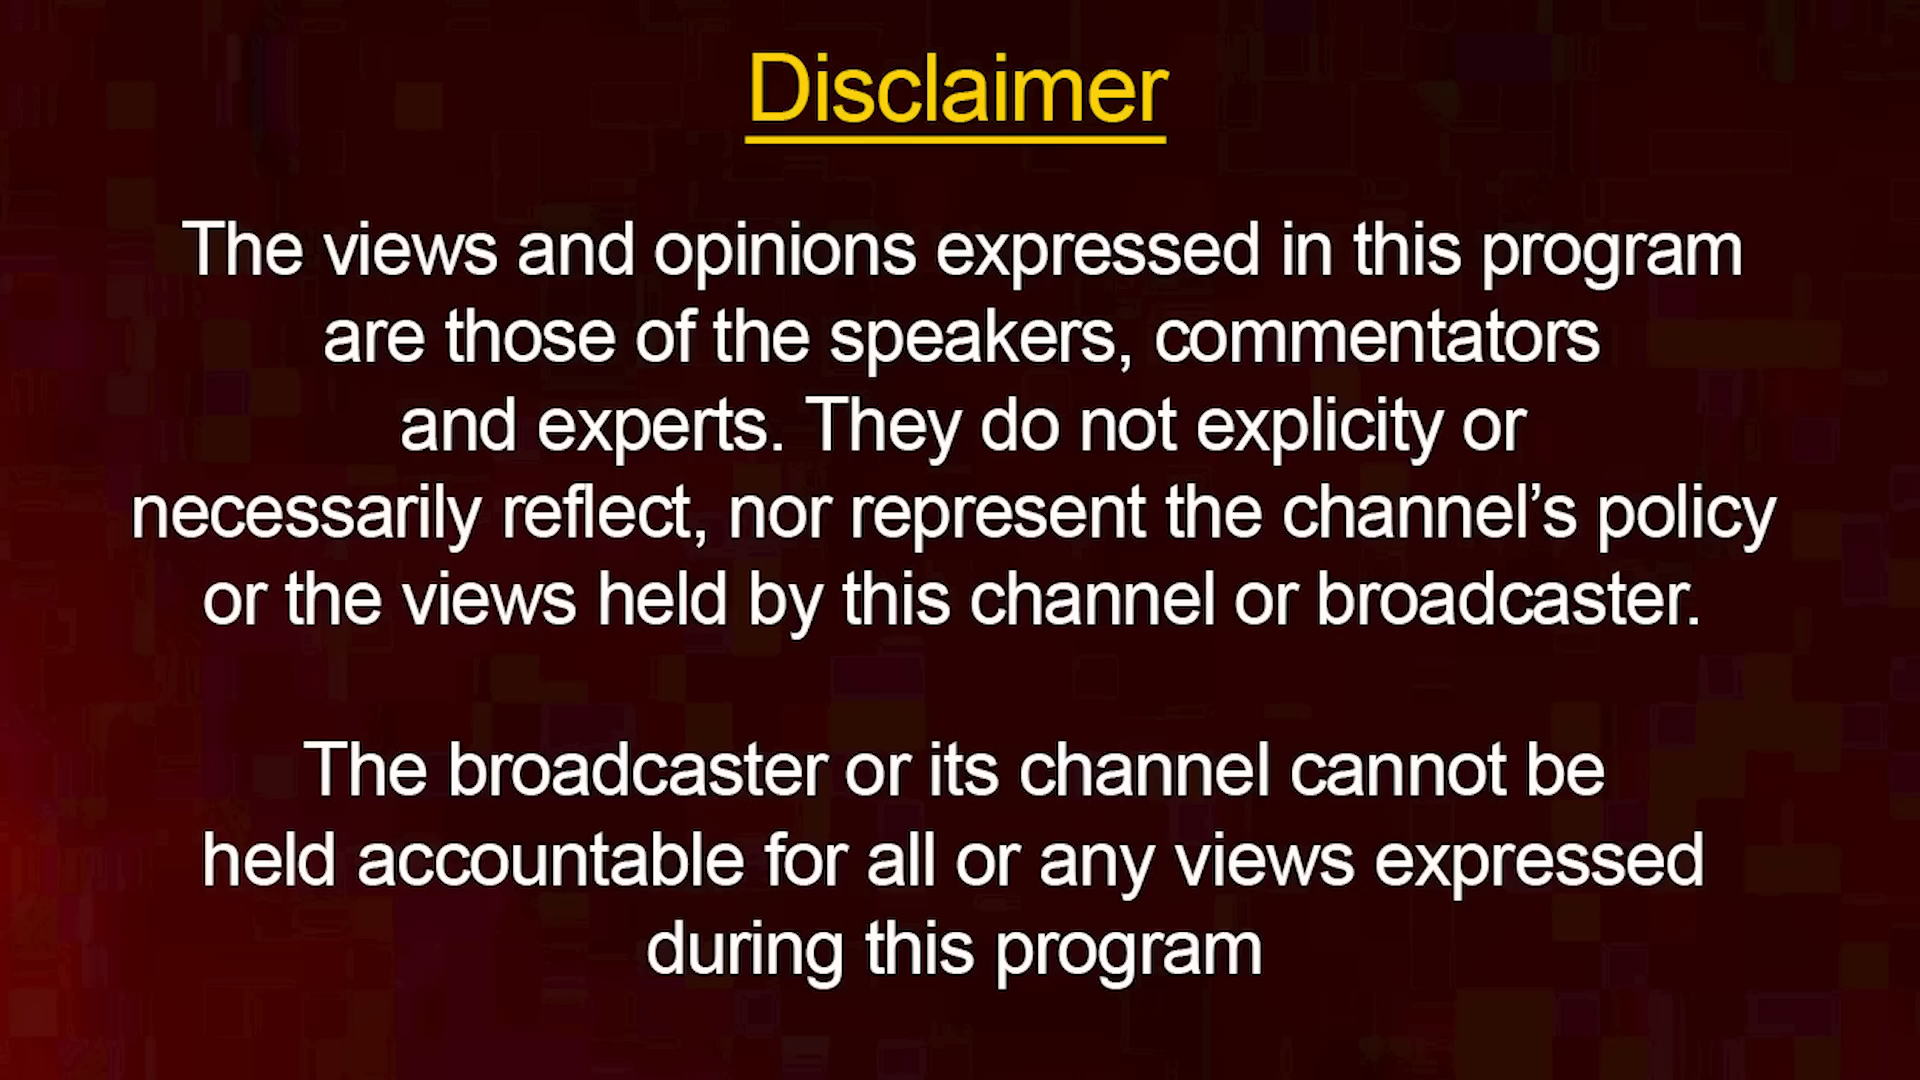 Disclaimer
The views and opinions expressed in this program
are those of the speakers, commentators
and experts. They do not explicity or
necessarily reflect, nor represent the channel’s policy
or the views held by this channel or broadcaster.
The broadcaster or its channel cannot be
held accountable for all or any views expressed
during this program